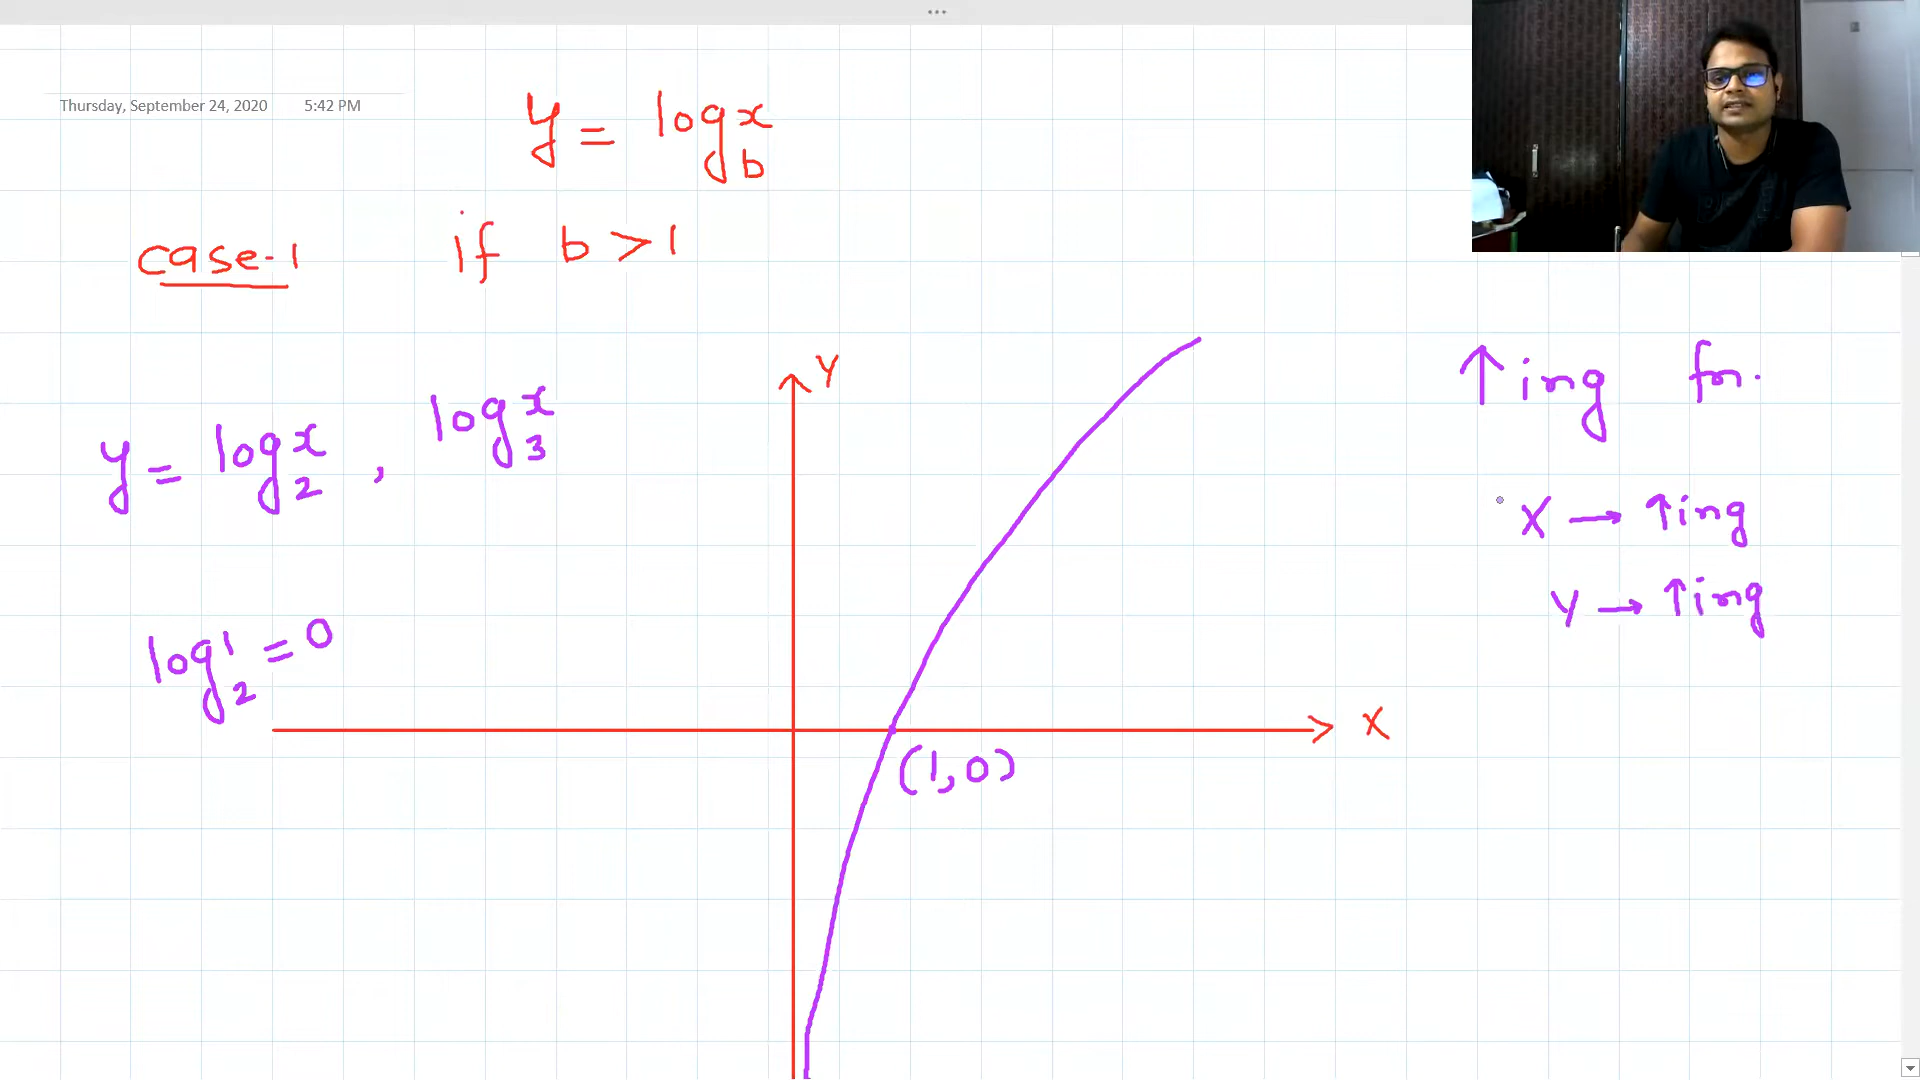 Thursday, September 24, 2020 5:42 PM
y = log_b x
case-1 if b > 1
y = log_2 x , log_3 x
log_2 1 = 0
Y
X
(1,0)
↑ing fn.
X → ↑ing
Y → ↑ing